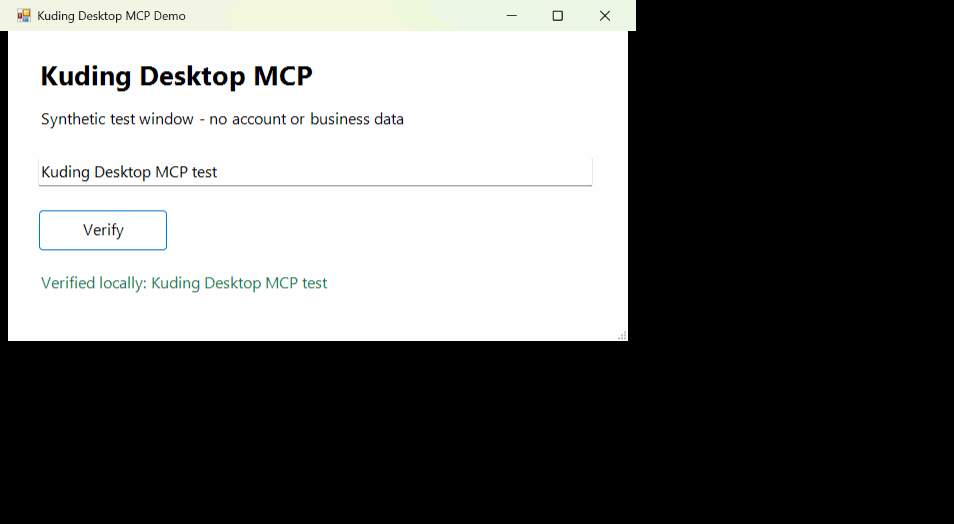 Kuding Desktop MCP Demo
Kuding Desktop MCP
Synthetic test window - no account or business data
Kuding Desktop MCP test
Verify
Verified locally: Kuding Desktop MCP test